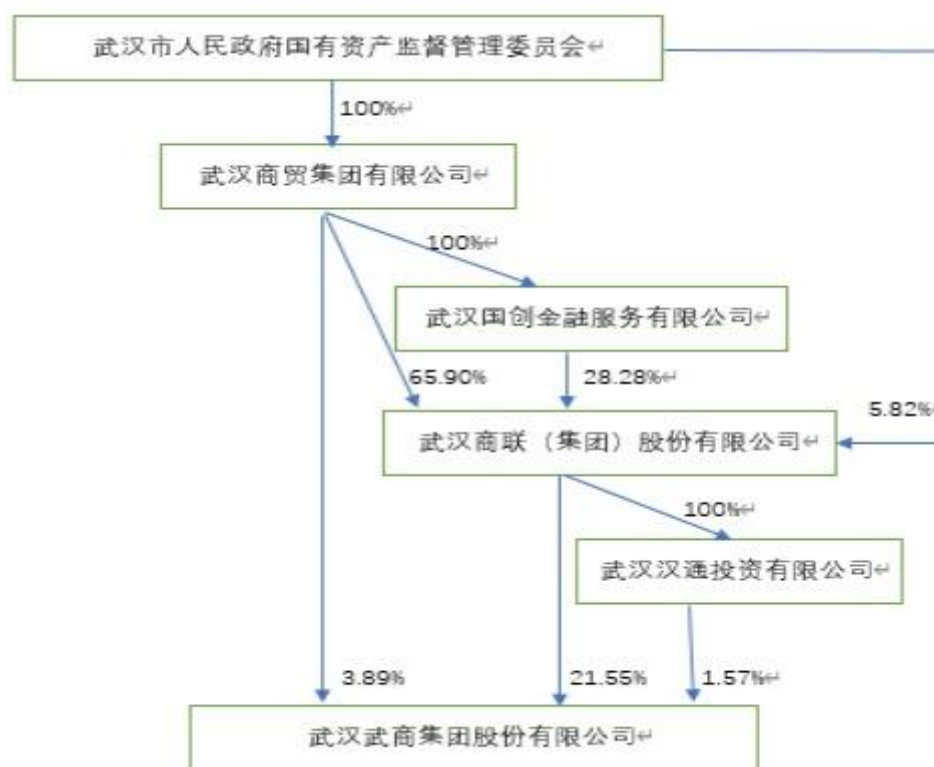 武汉市人民政府国有资产监督管理委员会↵
100%↵
武汉商贸集团有限公司↵
100%↵
武汉国创金融服务有限公司↵
65.90%
28.28%↵
5.82%↵
武汉商联（集团）股份有限公司↵
100%↵
武汉汉通投资有限公司↵
3.89%
21.55%
1.57%↵
武汉武商集团股份有限公司↵